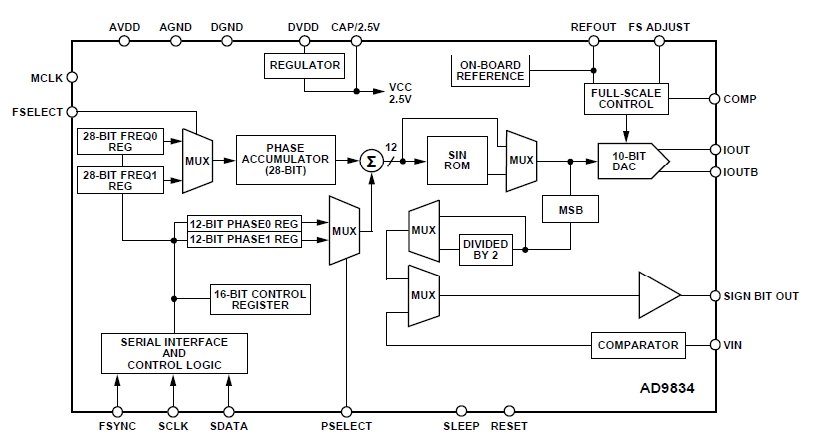 AVDD AGND DGND DVDD CAP/2.5V REFOUT FS ADJUST
REGULATOR
ON-BOARD
REFERENCE
VCC
2.5V
MCLK
FULL-SCALE
CONTROL
COMP
FSELECT
28-BIT FREQ0
REG
MUX
PHASE
ACCUMULATOR
(28-BIT)
Σ
12
SIN
ROM
MUX
10-BIT
DAC
IOUT
IOUTB
28-BIT FREQ1
REG
MSB
12-BIT PHASE0 REG
12-BIT PHASE1 REG
MUX
MUX
DIVIDED
BY 2
16-BIT CONTROL
REGISTER
MUX
SIGN BIT OUT
SERIAL INTERFACE
AND
CONTROL LOGIC
COMPARATOR
VIN
AD9834
FSYNC SCLK SDATA PSELECT SLEEP RESET